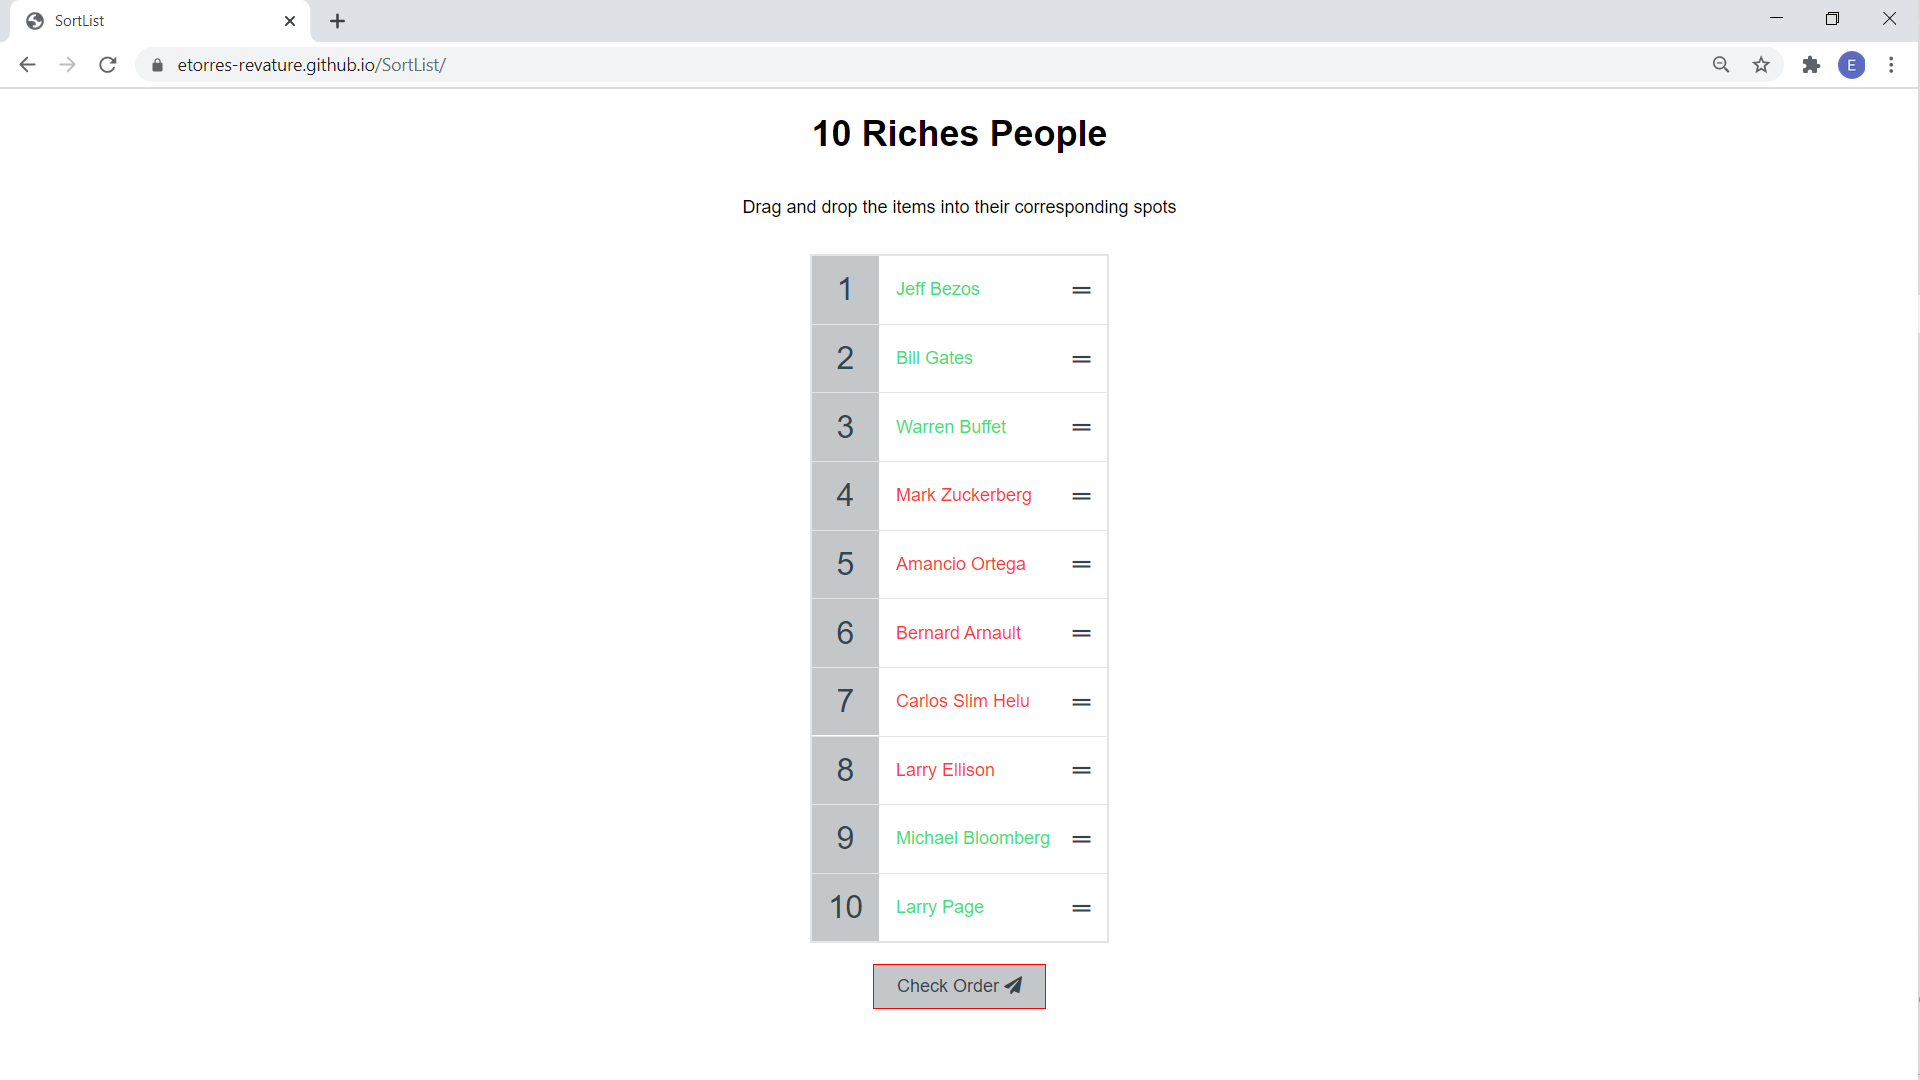 SortList
etorres-revature.github.io/SortList/
E
10 Riches People
Drag and drop the items into their corresponding spots
1 Jeff Bezos
2 Bill Gates
3 Warren Buffet
4 Mark Zuckerberg
5 Amancio Ortega
6 Bernard Arnault
7 Carlos Slim Helu
8 Larry Ellison
9 Michael Bloomberg
10 Larry Page
Check Order